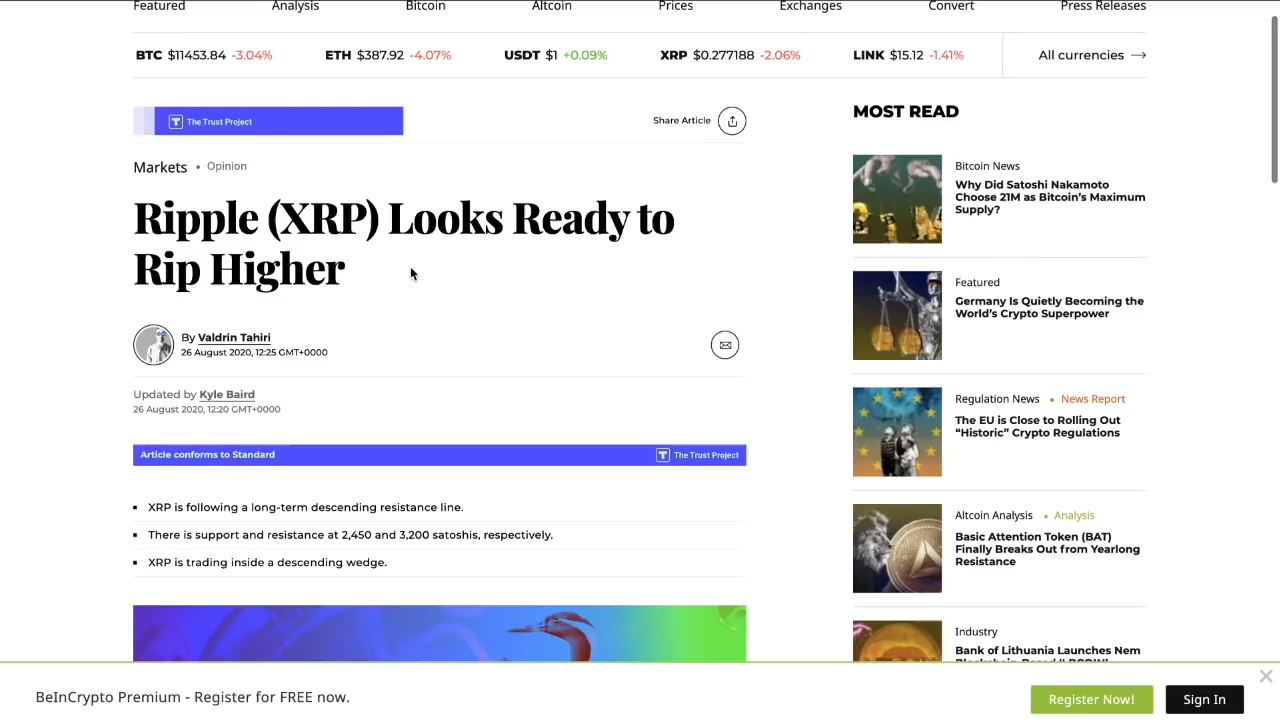 Featured Analysis Bitcoin Altcoin Prices Exchanges Convert Press Releases
BTC $11453.84 -3.04% ETH $387.92 -4.07% USDT $1 +0.09% XRP $0.277188 -2.06% LINK $15.12 -1.41% All currencies →
The Trust Project
Share Article
Markets • Opinion
Ripple (XRP) Looks Ready to
Rip Higher
By Valdrin Tahiri
26 August 2020, 12:25 GMT+0000
Updated by Kyle Baird
26 August 2020, 12:20 GMT+0000
Article conforms to Standard
The Trust Project
▪ XRP is following a long-term descending resistance line.
▪ There is support and resistance at 2,450 and 3,200 satoshis, respectively.
▪ XRP is trading inside a descending wedge.
MOST READ
Bitcoin News
Why Did Satoshi Nakamoto
Choose 21M as Bitcoin's Maximum
Supply?
Featured
Germany Is Quietly Becoming the
World's Crypto Superpower
Regulation News • News Report
The EU is Close to Rolling Out
“Historic” Crypto Regulations
Altcoin Analysis • Analysis
Basic Attention Token (BAT)
Finally Breaks Out from Yearlong
Resistance
Industry
Bank of Lithuania Launches Nem
BeInCrypto Premium - Register for FREE now.
Register Now!
Sign In